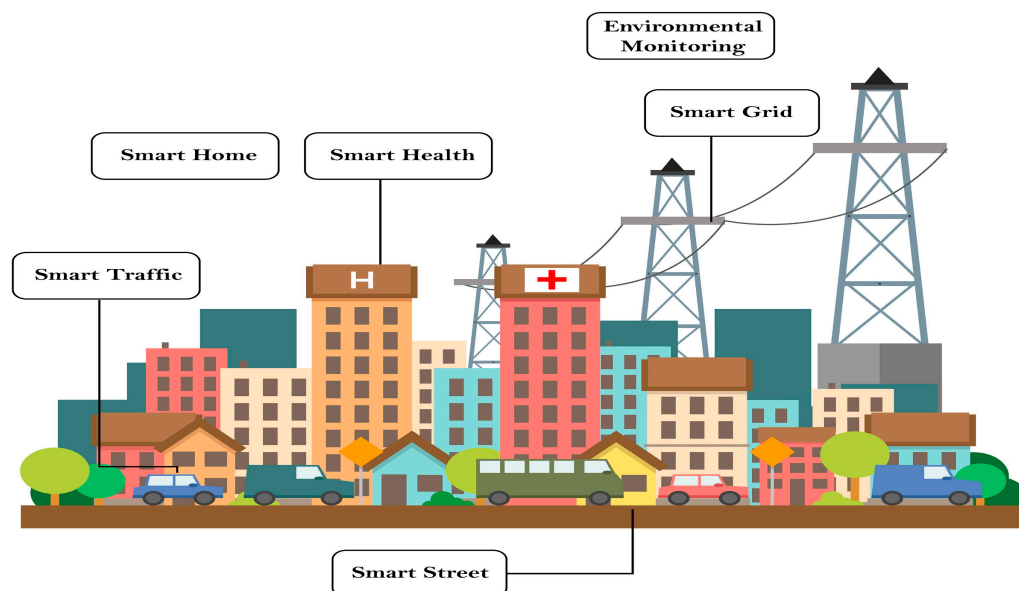 Environmental
Monitoring
Smart Grid
Smart Home
Smart Health
Smart Traffic
H
Smart Street